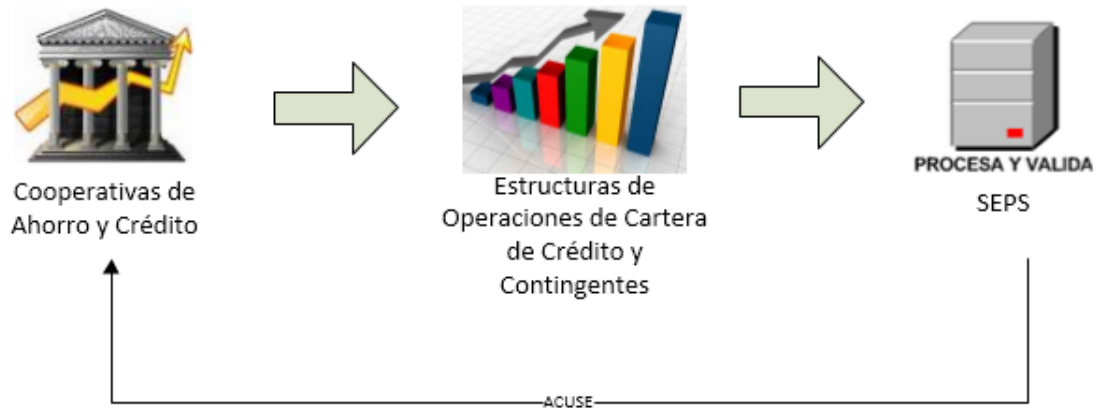 Cooperativas de
Ahorro y Crédito
Estructuras de
Operaciones de Cartera
de Crédito y
Contingentes
PROCESA Y VALIDA
SEPS
ACUSE